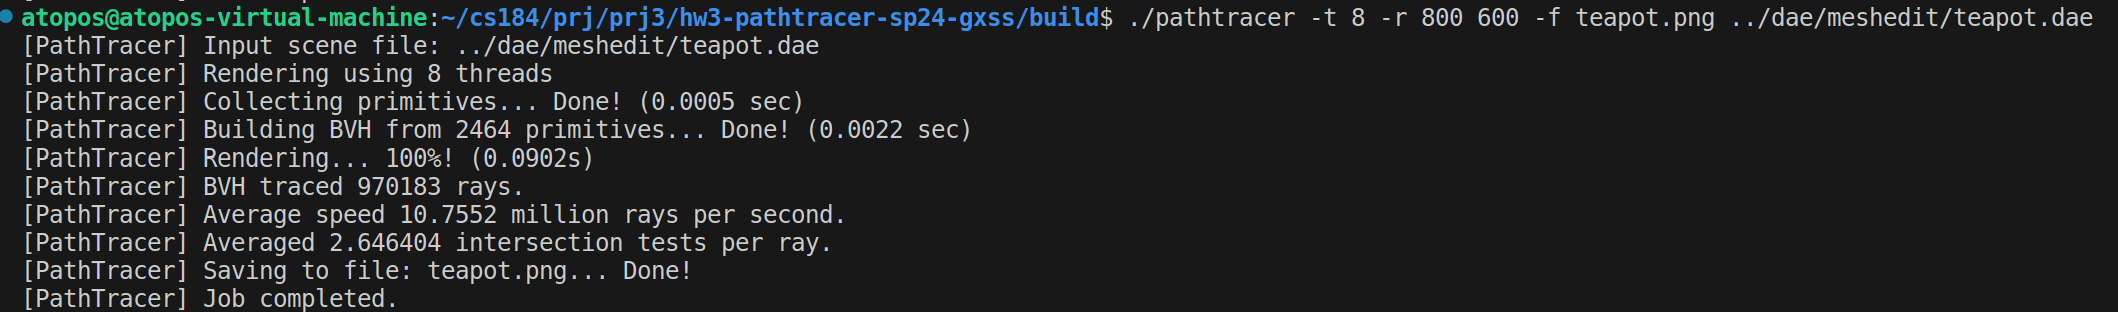 atopos@atopos-virtual-machine:~/cs184/prj/prj3/hw3-pathtracer-sp24-gxss/build$ ./pathtracer -t 8 -r 800 600 -f teapot.png ../dae/meshedit/teapot.dae
[PathTracer] Input scene file: ../dae/meshedit/teapot.dae
[PathTracer] Rendering using 8 threads
[PathTracer] Collecting primitives... Done! (0.0005 sec)
[PathTracer] Building BVH from 2464 primitives... Done! (0.0022 sec)
[PathTracer] Rendering... 100%! (0.0902s)
[PathTracer] BVH traced 970183 rays.
[PathTracer] Average speed 10.7552 million rays per second.
[PathTracer] Averaged 2.646404 intersection tests per ray.
[PathTracer] Saving to file: teapot.png... Done!
[PathTracer] Job completed.